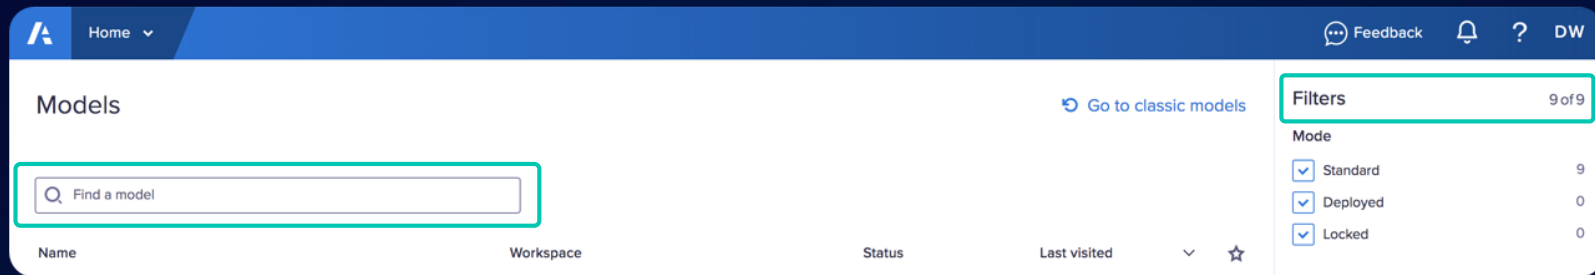 Home
Feedback
?
DW
Models
Go to classic models
Find a model
Name Workspace Status Last visited
Filters 9 of 9
Mode
Standard 9
Deployed 0
Locked 0